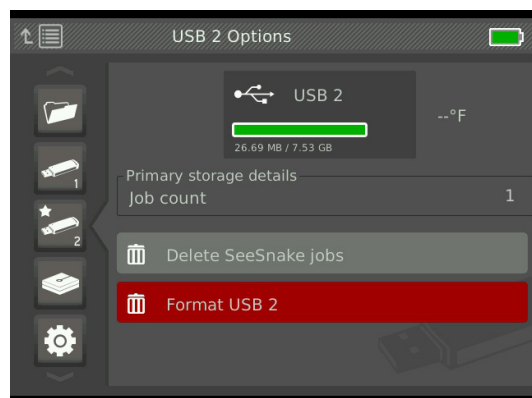 USB 2 Options
USB 2
26.69 MB / 7.53 GB
--°F
1
2
Primary storage details
Job count 1
Delete SeeSnake jobs
Format USB 2